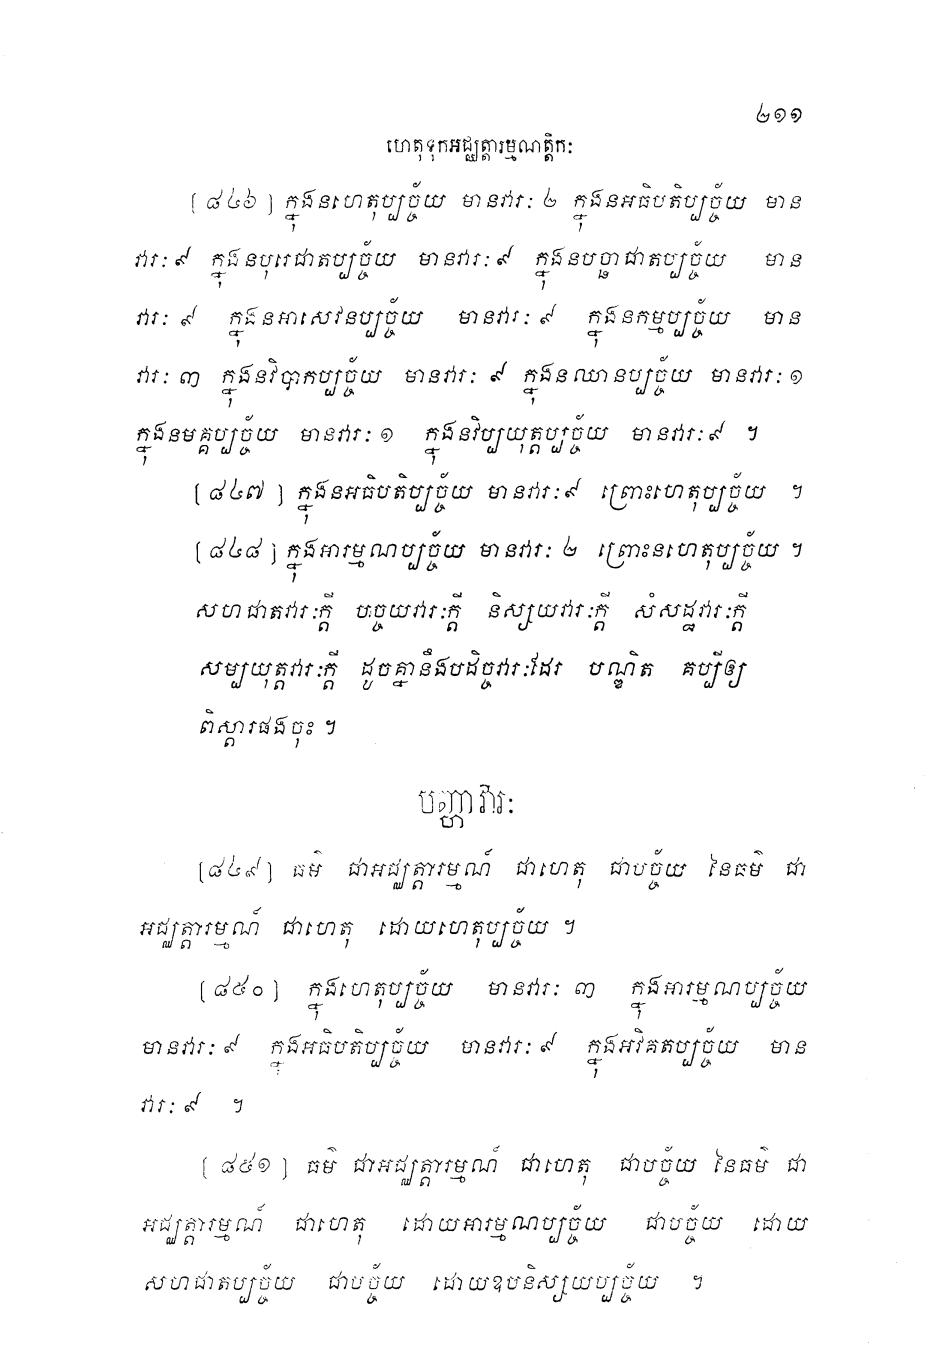 ២១១
ហេតុទុកអជ្ឈត្តារម្មណត្តិកៈ
[៨៤៦] ក្នុងនហេតុប្បច្ច័យ មានវារៈ ២ ក្នុងនអធិបតិប្បច្ច័យ មាន
វារៈ ៩ ក្នុងនបុរេជាតប្បច្ច័យ មានវារៈ ៩ ក្នុងនបច្ឆាជាតប្បច្ច័យ មាន
វារៈ ៩ ក្នុងនអាសេវនប្បច្ច័យ មានវារៈ ៩ ក្នុងនកម្មប្បច្ច័យ មាន
វារៈ ៣ ក្នុងនវិបាកប្បច្ច័យ មានវារៈ ៩ ក្នុងនឈានប្បច្ច័យ មានវារៈ ១
ក្នុងនមគ្គប្បច្ច័យ មានវារៈ ១ ក្នុងនវិប្បយុត្តប្បច្ច័យ មានវារៈ ៩ ។
[៨៤៧] ក្នុងនអធិបតិប្បច្ច័យ មានវារៈ ៩ ព្រោះហេតុប្បច្ច័យ ។
[៨៤៨] ក្នុងអារម្មណប្បច្ច័យ មានវារៈ ២ ព្រោះនហេតុប្បច្ច័យ ។
សហជាតវារៈក្តី បច្ចយវារៈក្តី និស្សយវារៈក្តី សំសដ្ឋវារៈក្តី
សម្បយុត្តវារៈក្តី ដូចគ្នានឹងបដិច្ចវារៈដែរ បណ្ឌិត គប្បីឲ្យ
ពិស្តារផងចុះ ។
បញ្ហាវារៈ
[៨៤៩] ធម៌ ជាអជ្ឈត្តារម្មណ៍ ជាហេតុ ជាបច្ច័យ នៃធម៌ ជា
អជ្ឈត្តារម្មណ៍ ជាហេតុ ដោយហេតុប្បច្ច័យ ។
[៨៥០] ក្នុងហេតុប្បច្ច័យ មានវារៈ ៣ ក្នុងអារម្មណប្បច្ច័យ
មានវារៈ ៩ ក្នុងអធិបតិប្បច្ច័យ មានវារៈ ៩ ក្នុងអវិគតប្បច្ច័យ មាន
វារៈ ៩ ។
[៨៥១] ធម៌ ជាអជ្ឈត្តារម្មណ៍ ជាហេតុ ជាបច្ច័យ នៃធម៌ ជា
អជ្ឈត្តារម្មណ៍ ជាហេតុ ដោយអារម្មណប្បច្ច័យ ជាបច្ច័យ ដោយ
សហជាតប្បច្ច័យ ជាបច្ច័យ ដោយឧបនិស្សយប្បច្ច័យ ។